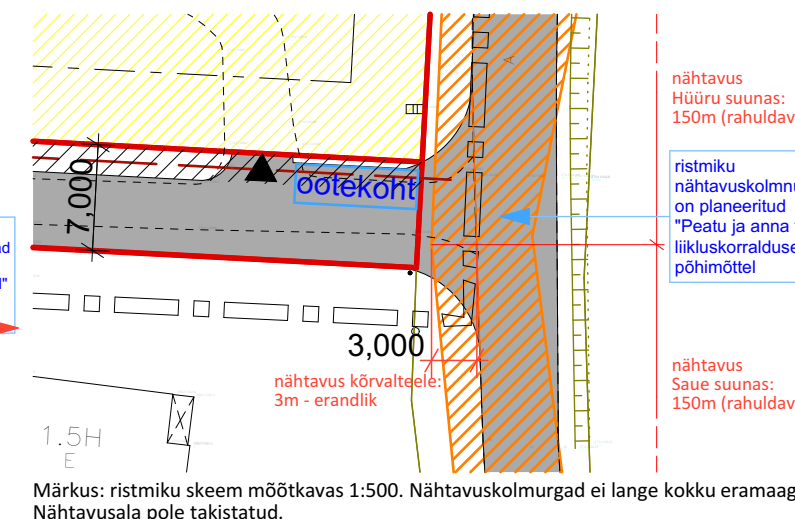 nähtavus
Hüüru suunas:
150m (rahuldav
ristmiku
nähtavuskolmnu
on planeeritud
"Peatu ja anna
liikluskorralduse
põhimõttel
ootekoht
7,000
3,000
nähtavus kõrvalteele:
3m - erandlik
nähtavus
Saue suunas:
150m (rahuldav
A
X
1.5H
E
Märkus: ristmiku skeem mõõtkavas 1:500. Nähtavuskolmurgad ei lange kokku eramaag
Nähtavusala pole takistatud.